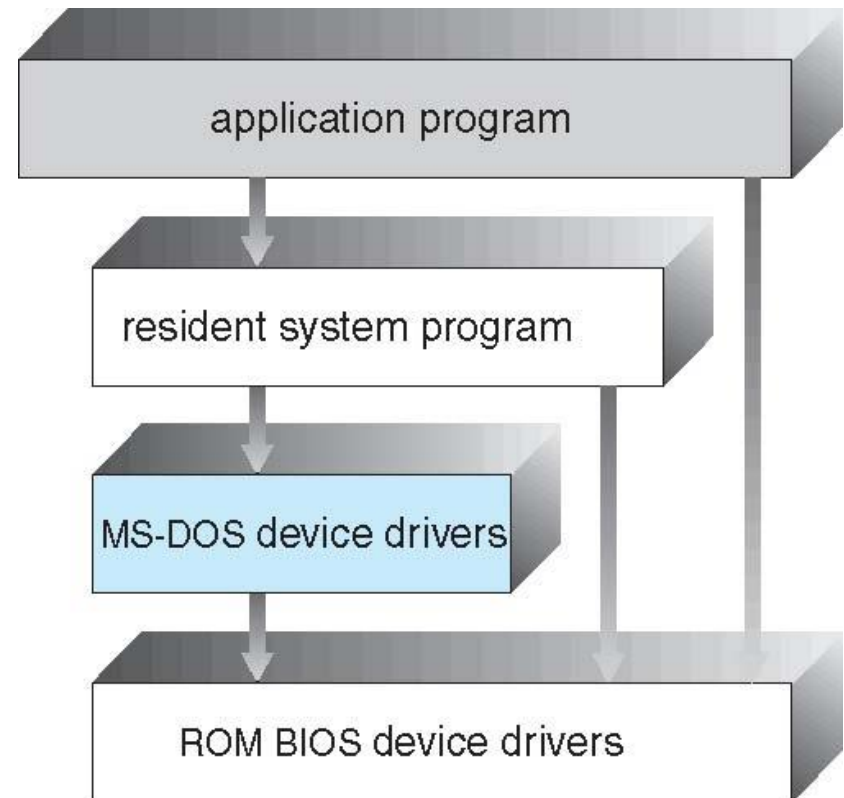 application program
resident system program
MS-DOS device drivers
ROM BIOS device drivers